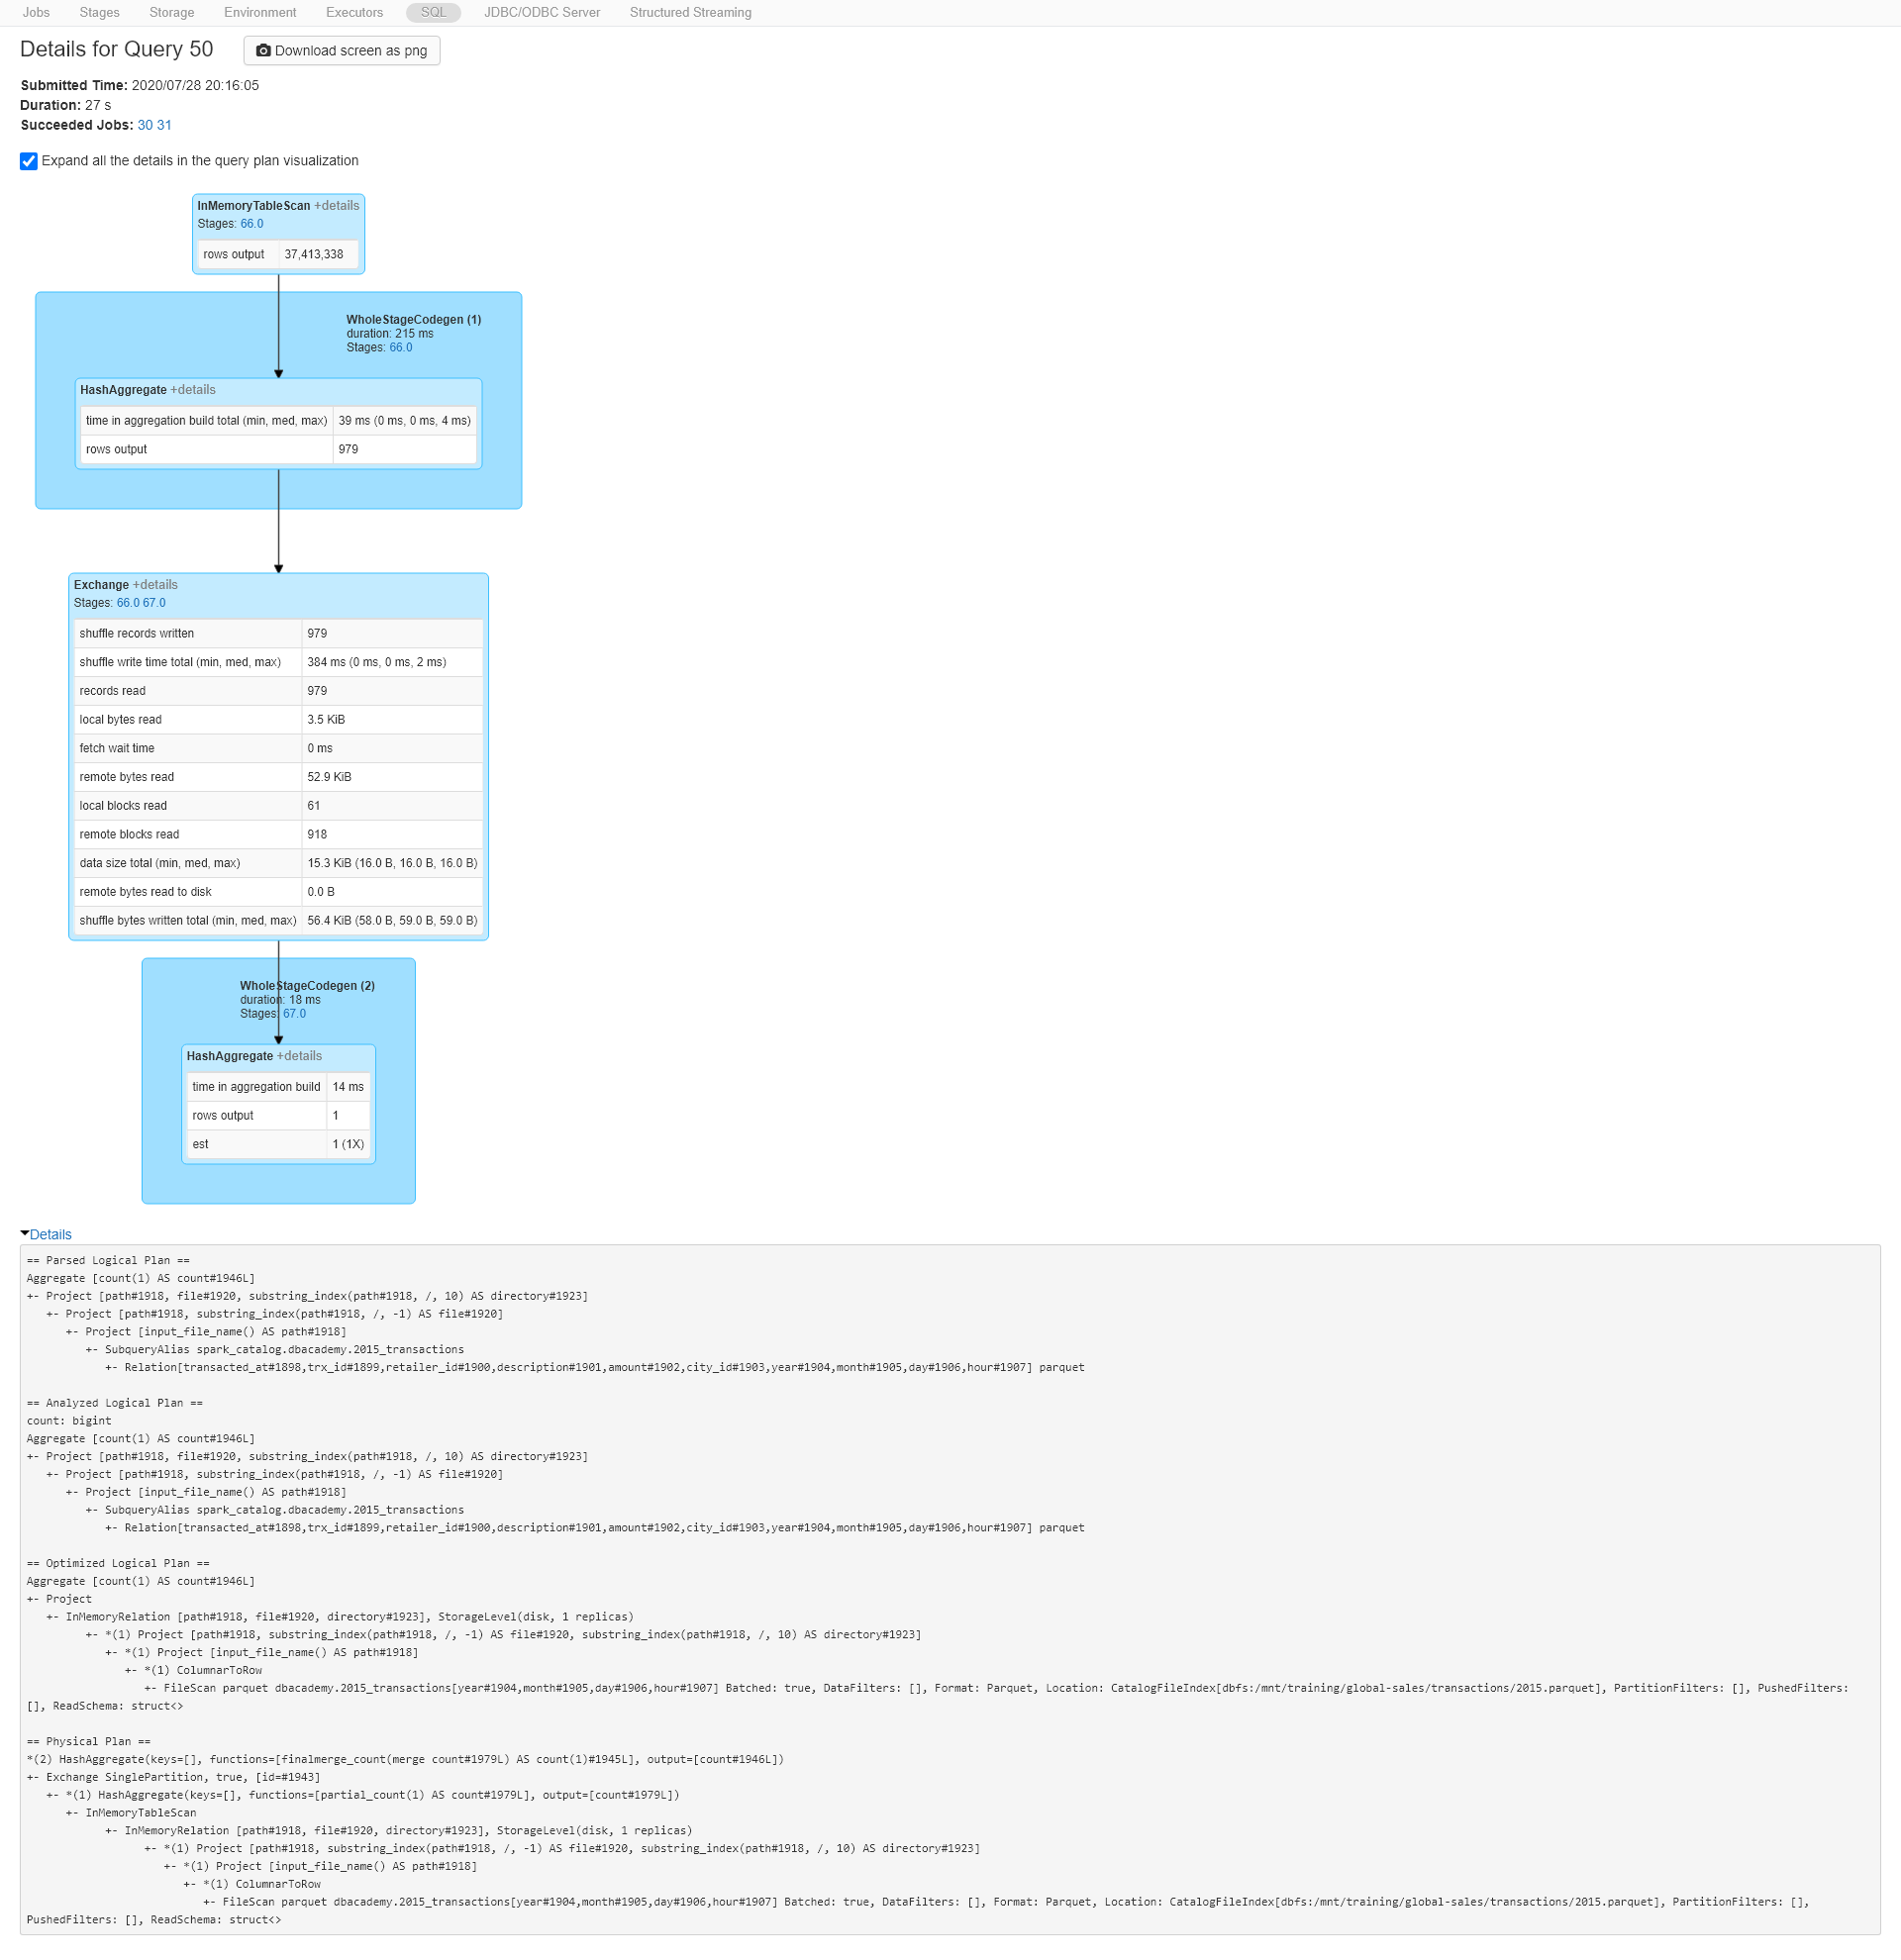 Jobs Stages Storage Environment Executors SQL JDBC/ODBC Server Structured Streaming
Details for Query 50 Download screen as png
Submitted Time: 2020/07/28 20:16:05
Duration: 27 s
Succeeded Jobs: 30 31
Expand all the details in the query plan visualization
InMemoryTableScan +details
Stages: 66.0
rows output 37,413,338
WholeStageCodegen (1)
duration: 215 ms
Stages: 66.0
HashAggregate +details
time in aggregation build total (min, med, max) 39 ms (0 ms, 0 ms, 4 ms)
rows output 979
Exchange +details
Stages: 66.0 67.0
shuffle records written 979
shuffle write time total (min, med, max) 384 ms (0 ms, 0 ms, 2 ms)
records read 979
local bytes read 3.5 KiB
fetch wait time 0 ms
remote bytes read 52.9 KiB
local blocks read 61
remote blocks read 918
data size total (min, med, max) 15.3 KiB (16.0 B, 16.0 B, 16.0 B)
remote bytes read to disk 0.0 B
shuffle bytes written total (min, med, max) 56.4 KiB (58.0 B, 59.0 B, 59.0 B)
WholeStageCodegen (2)
duration: 18 ms
Stages: 67.0
HashAggregate +details
time in aggregation build 14 ms
rows output 1
est 1 (1X)
Details
== Parsed Logical Plan ==
Aggregate [count(1) AS count#1946L]
+- Project [path#1918, file#1920, substring_index(path#1918, /, 10) AS directory#1923]
   +- Project [path#1918, substring_index(path#1918, /, -1) AS file#1920]
      +- Project [input_file_name() AS path#1918]
         +- SubqueryAlias spark_catalog.dbacademy.2015_transactions
            +- Relation[transacted_at#1898,trx_id#1899,retailer_id#1900,description#1901,amount#1902,city_id#1903,year#1904,month#1905,day#1906,hour#1907] parquet

== Analyzed Logical Plan ==
count: bigint
Aggregate [count(1) AS count#1946L]
+- Project [path#1918, file#1920, substring_index(path#1918, /, 10) AS directory#1923]
   +- Project [path#1918, substring_index(path#1918, /, -1) AS file#1920]
      +- Project [input_file_name() AS path#1918]
         +- SubqueryAlias spark_catalog.dbacademy.2015_transactions
            +- Relation[transacted_at#1898,trx_id#1899,retailer_id#1900,description#1901,amount#1902,city_id#1903,year#1904,month#1905,day#1906,hour#1907] parquet

== Optimized Logical Plan ==
Aggregate [count(1) AS count#1946L]
+- Project
   +- InMemoryRelation [path#1918, file#1920, directory#1923], StorageLevel(disk, 1 replicas)
         +- *(1) Project [path#1918, substring_index(path#1918, /, -1) AS file#1920, substring_index(path#1918, /, 10) AS directory#1923]
            +- *(1) Project [input_file_name() AS path#1918]
               +- *(1) ColumnarToRow
                  +- FileScan parquet dbacademy.2015_transactions[year#1904,month#1905,day#1906,hour#1907] Batched: true, DataFilters: [], Format: Parquet, Location: CatalogFileIndex[dbfs:/mnt/training/global-sales/transactions/2015.parquet], PartitionFilters: [], PushedFilters:
[], ReadSchema: struct<>

== Physical Plan ==
*(2) HashAggregate(keys=[], functions=[finalmerge_count(merge count#1979L) AS count(1)#1945L], output=[count#1946L])
+- Exchange SinglePartition, true, [id=#1943]
   +- *(1) HashAggregate(keys=[], functions=[partial_count(1) AS count#1979L], output=[count#1979L])
      +- InMemoryTableScan
            +- InMemoryRelation [path#1918, file#1920, directory#1923], StorageLevel(disk, 1 replicas)
                  +- *(1) Project [path#1918, substring_index(path#1918, /, -1) AS file#1920, substring_index(path#1918, /, 10) AS directory#1923]
                     +- *(1) Project [input_file_name() AS path#1918]
                        +- *(1) ColumnarToRow
                           +- FileScan parquet dbacademy.2015_transactions[year#1904,month#1905,day#1906,hour#1907] Batched: true, DataFilters: [], Format: Parquet, Location: CatalogFileIndex[dbfs:/mnt/training/global-sales/transactions/2015.parquet], PartitionFilters: [],
PushedFilters: [], ReadSchema: struct<>